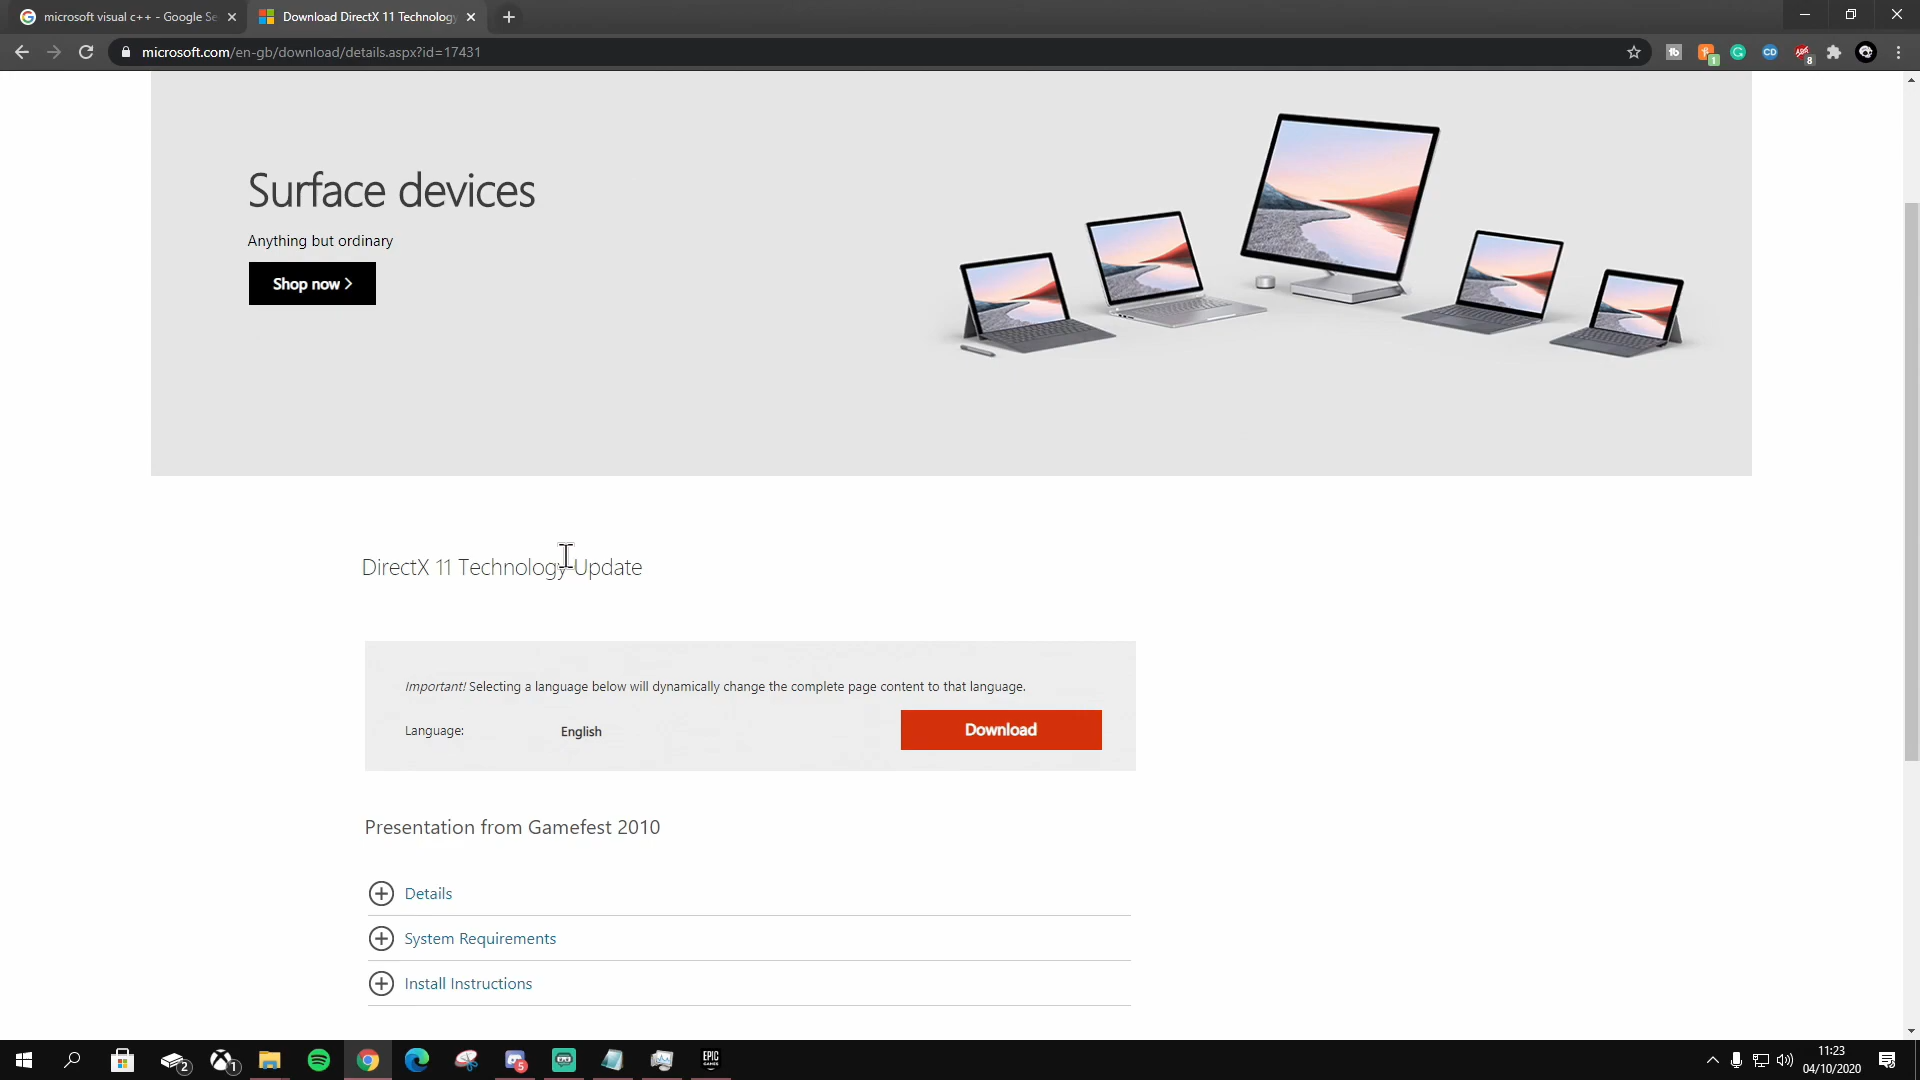 microsoft visual c++ - Google Se
Download DirectX 11 Technology
microsoft.com/en-gb/download/details.aspx?id=17431
Surface devices
Anything but ordinary
Shop now >
DirectX 11 Technology Update
Important! Selecting a language below will dynamically change the complete page content to that language.
Language:
English
Download
Presentation from Gamefest 2010
Details
System Requirements
Install Instructions
11:23
04/10/2020